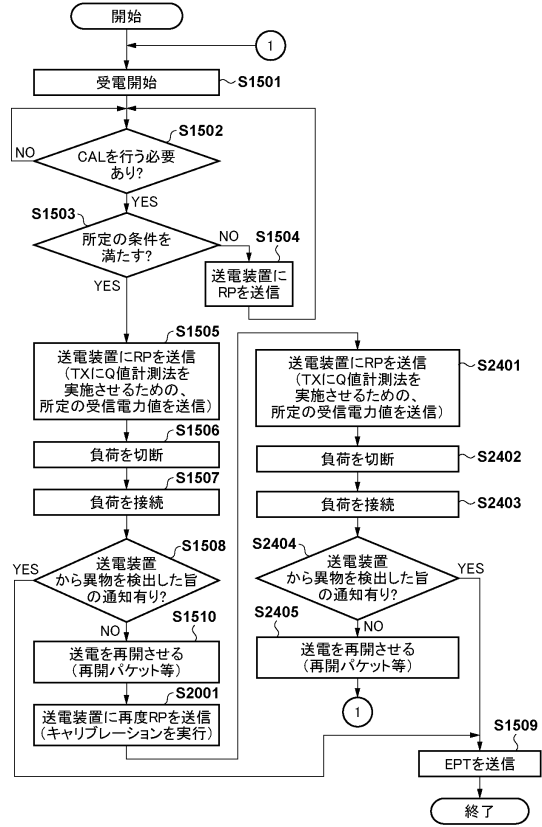 開始
1
受電開始
S1501
S1502
CALを行う必要
あり?
NO
YES
S1503
所定の条件を
満たす?
NO
YES
S1504
送電装置に
RPを送信
S1505
送電装置にRPを送信
(TXにQ値計測法を
実施させるための、
所定の受信電力値を送信)
S1506
負荷を切断
S1507
負荷を接続
S1508
送電装置
から異物を検出した旨
の通知有り?
YES
NO
S1510
送電を再開させる
(再開パケット等)
S2001
送電装置に再度RPを送信
(キャリブレーションを実行)
S2401
送電装置にRPを送信
(TXにQ値計測法を
実施させるための、
所定の受信電力値を送信)
S2402
負荷を切断
S2403
負荷を接続
S2404
送電装置
から異物を検出した旨
の通知有り?
YES
NO
S2405
送電を再開させる
(再開パケット等)
1
S1509
EPTを送信
終了